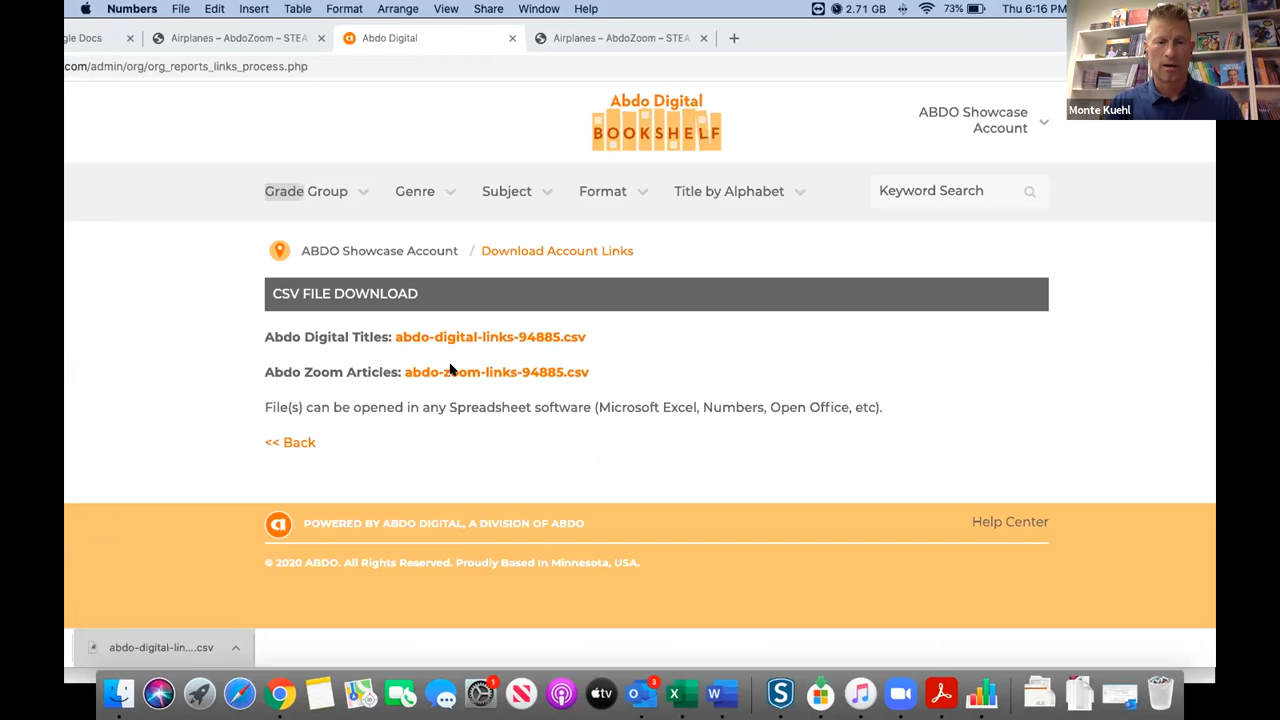 Numbers File Edit Insert Table Format Arrange View Share Window Help 2.71 GB 73% Thu 6:16 PM
gle Docs Airplanes – AbdoZoom – STEA Abdo Digital Airplanes – AbdoZoom – STEA
com/admin/org/org_reports_links_process.php
Monte Kuehl
Abdo Digital
BOOKSHELF
ABDO Showcase
Account
Grade Group Genre Subject Format Title by Alphabet Keyword Search
ABDO Showcase Account / Download Account Links
CSV FILE DOWNLOAD
Abdo Digital Titles: abdo-digital-links-94885.csv
Abdo Zoom Articles: abdo-zoom-links-94885.csv
File(s) can be opened in any Spreadsheet software (Microsoft Excel, Numbers, Open Office, etc).
<< Back
a POWERED BY ABDO DIGITAL, A DIVISION OF ABDO Help Center
© 2020 ABDO. All Rights Reserved. Proudly Based In Minnesota, USA.
abdo-digital-lin....csv
1 tv 3